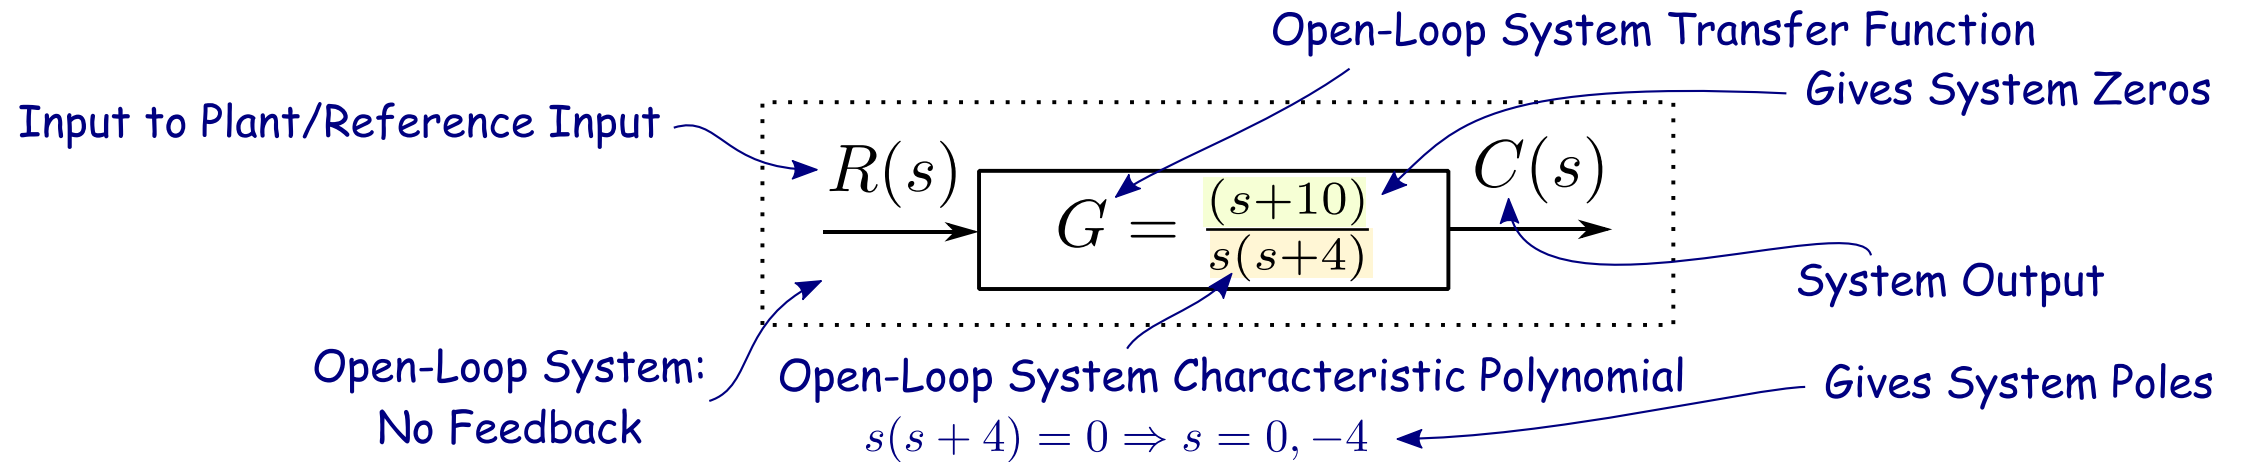 Open-Loop System Transfer Function
Gives System Zeros
Input to Plant/Reference Input
R(s)
G = (s+10)/s(s+4)
C(s)
System Output
Open-Loop System:
No Feedback
Open-Loop System Characteristic Polynomial
s(s + 4) = 0 ⇒ s = 0, −4
Gives System Poles